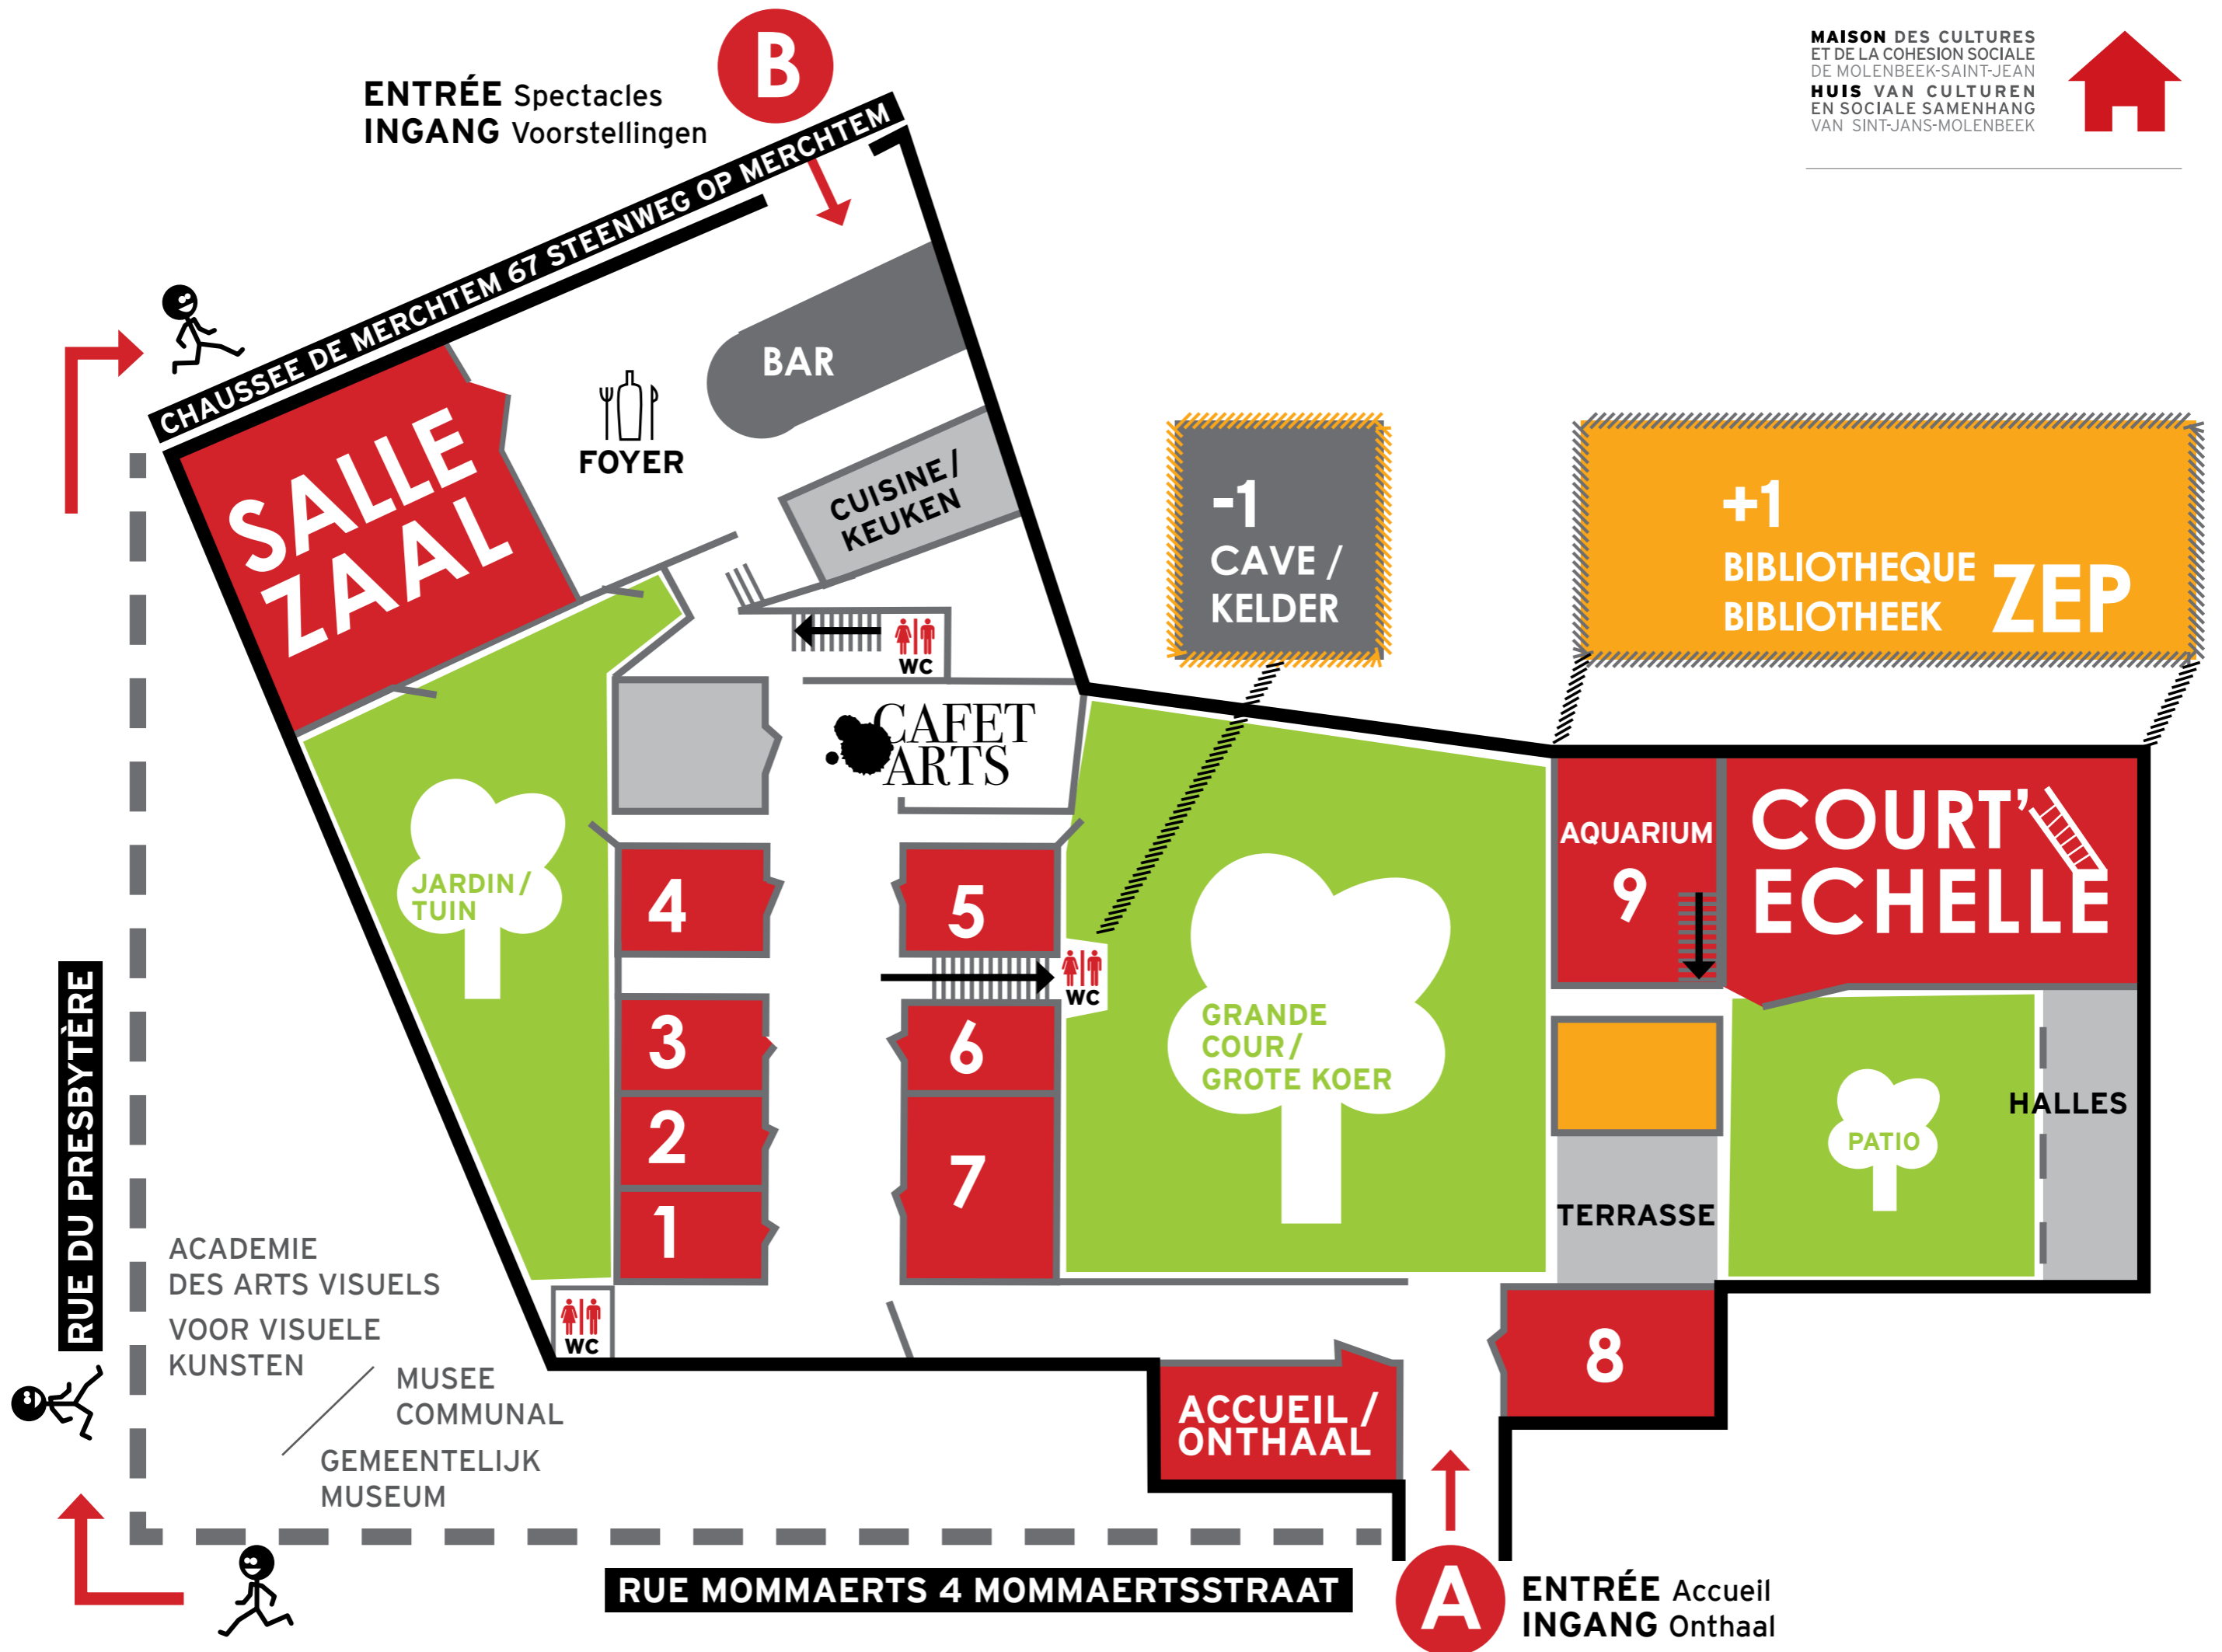 MAISON DES CULTURES
ET DE LA COHESION SOCIALE
DE MOLENBEEK-SAINT-JEAN
HUIS VAN CULTUREN
EN SOCIALE SAMENHANG
VAN SINT-JANS-MOLENBEEK
B
ENTRÉE Spectacles
INGANG Voorstellingen
CHAUSSEE DE MERCHTEM 67 STEENWEG OP MERCHTEM
BAR
FOYER
SALLE
ZAAL
CUISINE /
KEUKEN
-1
CAVE /
KELDER
+1
BIBLIOTHEQUE
BIBLIOTHEEK
ZEP
WC
CAFET
ARTS
JARDIN /
TUIN
4
5
3
6
2
7
1
WC
GRANDE
COUR /
GROTE KOER
AQUARIUM
9
COURT'
ECHELLE
HALLES
PATIO
TERRASSE
8
WC
ACCUEIL /
ONTHAAL
RUE DU PRESBYTÈRE
ACADEMIE
DES ARTS VISUELS
VOOR VISUELE
KUNSTEN
MUSEE
COMMUNAL
GEMEENTELIJK
MUSEUM
RUE MOMMAERTS 4 MOMMAERTSSTRAAT
A
ENTRÉE Accueil
INGANG Onthaal